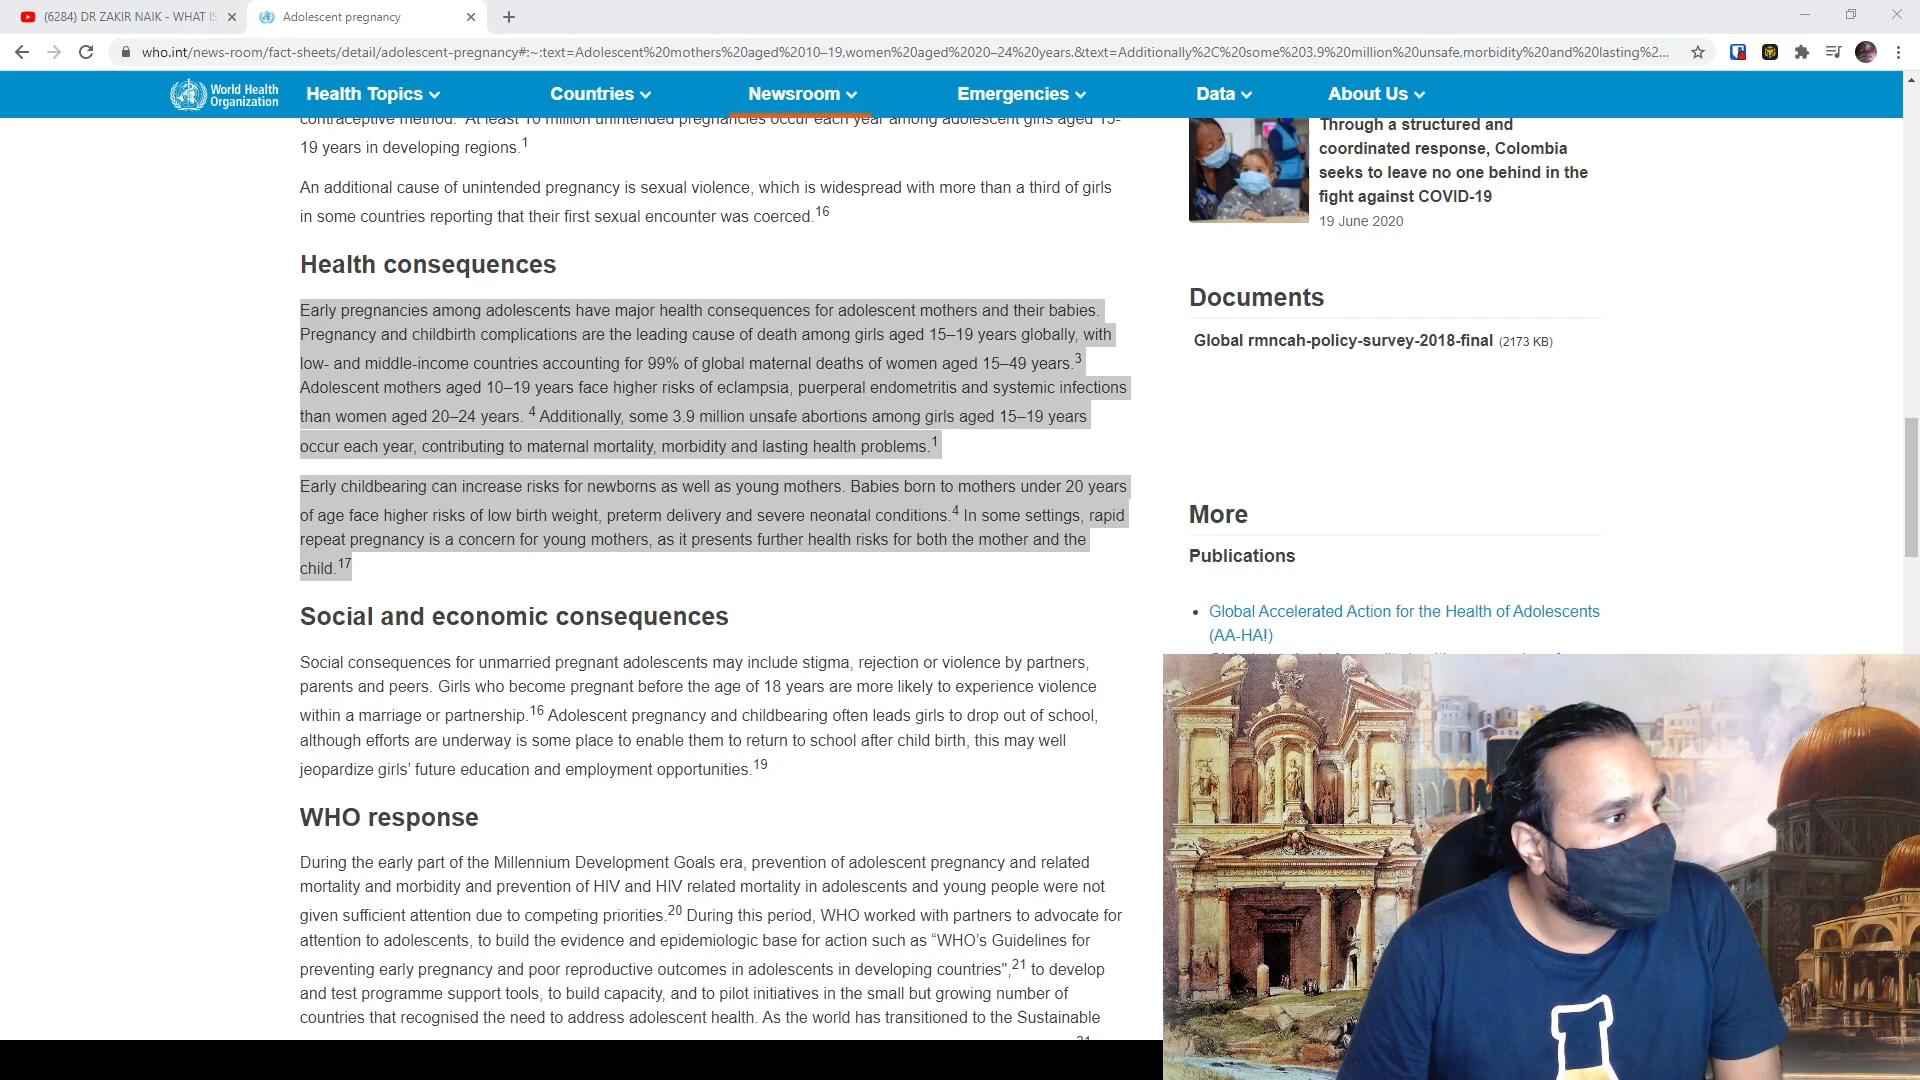 (6284) DR ZAKIR NAIK - WHAT IS
Adolescent pregnancy
who.int/news-room/fact-sheets/detail/adolescent-pregnancy#:~:text=Adolescent%20mothers%20aged%2010–19,women%20aged%2020–24%20years.&text=Additionally%2C%20some%203.9%20million%20unsafe,morbidity%20and%20lasting%2...
World Health
Organization
Health Topics
Countries
Newsroom
Emergencies
Data
About Us
contraceptive method. At least 10 million unintended pregnancies occur each year among adolescent girls aged 15-
19 years in developing regions.1
An additional cause of unintended pregnancy is sexual violence, which is widespread with more than a third of girls
in some countries reporting that their first sexual encounter was coerced.16
Health consequences
Early pregnancies among adolescents have major health consequences for adolescent mothers and their babies.
Pregnancy and childbirth complications are the leading cause of death among girls aged 15–19 years globally, with
low- and middle-income countries accounting for 99% of global maternal deaths of women aged 15–49 years.3
Adolescent mothers aged 10–19 years face higher risks of eclampsia, puerperal endometritis and systemic infections
than women aged 20–24 years. 4 Additionally, some 3.9 million unsafe abortions among girls aged 15–19 years
occur each year, contributing to maternal mortality, morbidity and lasting health problems.1
Early childbearing can increase risks for newborns as well as young mothers. Babies born to mothers under 20 years
of age face higher risks of low birth weight, preterm delivery and severe neonatal conditions.4 In some settings, rapid
repeat pregnancy is a concern for young mothers, as it presents further health risks for both the mother and the
child.17
Social and economic consequences
Social consequences for unmarried pregnant adolescents may include stigma, rejection or violence by partners,
parents and peers. Girls who become pregnant before the age of 18 years are more likely to experience violence
within a marriage or partnership.16 Adolescent pregnancy and childbearing often leads girls to drop out of school,
although efforts are underway is some place to enable them to return to school after child birth, this may well
jeopardize girls’ future education and employment opportunities.19
WHO response
During the early part of the Millennium Development Goals era, prevention of adolescent pregnancy and related
mortality and morbidity and prevention of HIV and HIV related mortality in adolescents and young people were not
given sufficient attention due to competing priorities.20 During this period, WHO worked with partners to advocate for
attention to adolescents, to build the evidence and epidemiologic base for action such as “WHO’s Guidelines for
preventing early pregnancy and poor reproductive outcomes in adolescents in developing countries",21 to develop
and test programme support tools, to build capacity, and to pilot initiatives in the small but growing number of
countries that recognised the need to address adolescent health. As the world has transitioned to the Sustainable
Through a structured and
coordinated response, Colombia
seeks to leave no one behind in the
fight against COVID-19
19 June 2020
Documents
Global rmncah-policy-survey-2018-final (2173 KB)
More
Publications
• Global Accelerated Action for the Health of Adolescents
(AA-HA!)